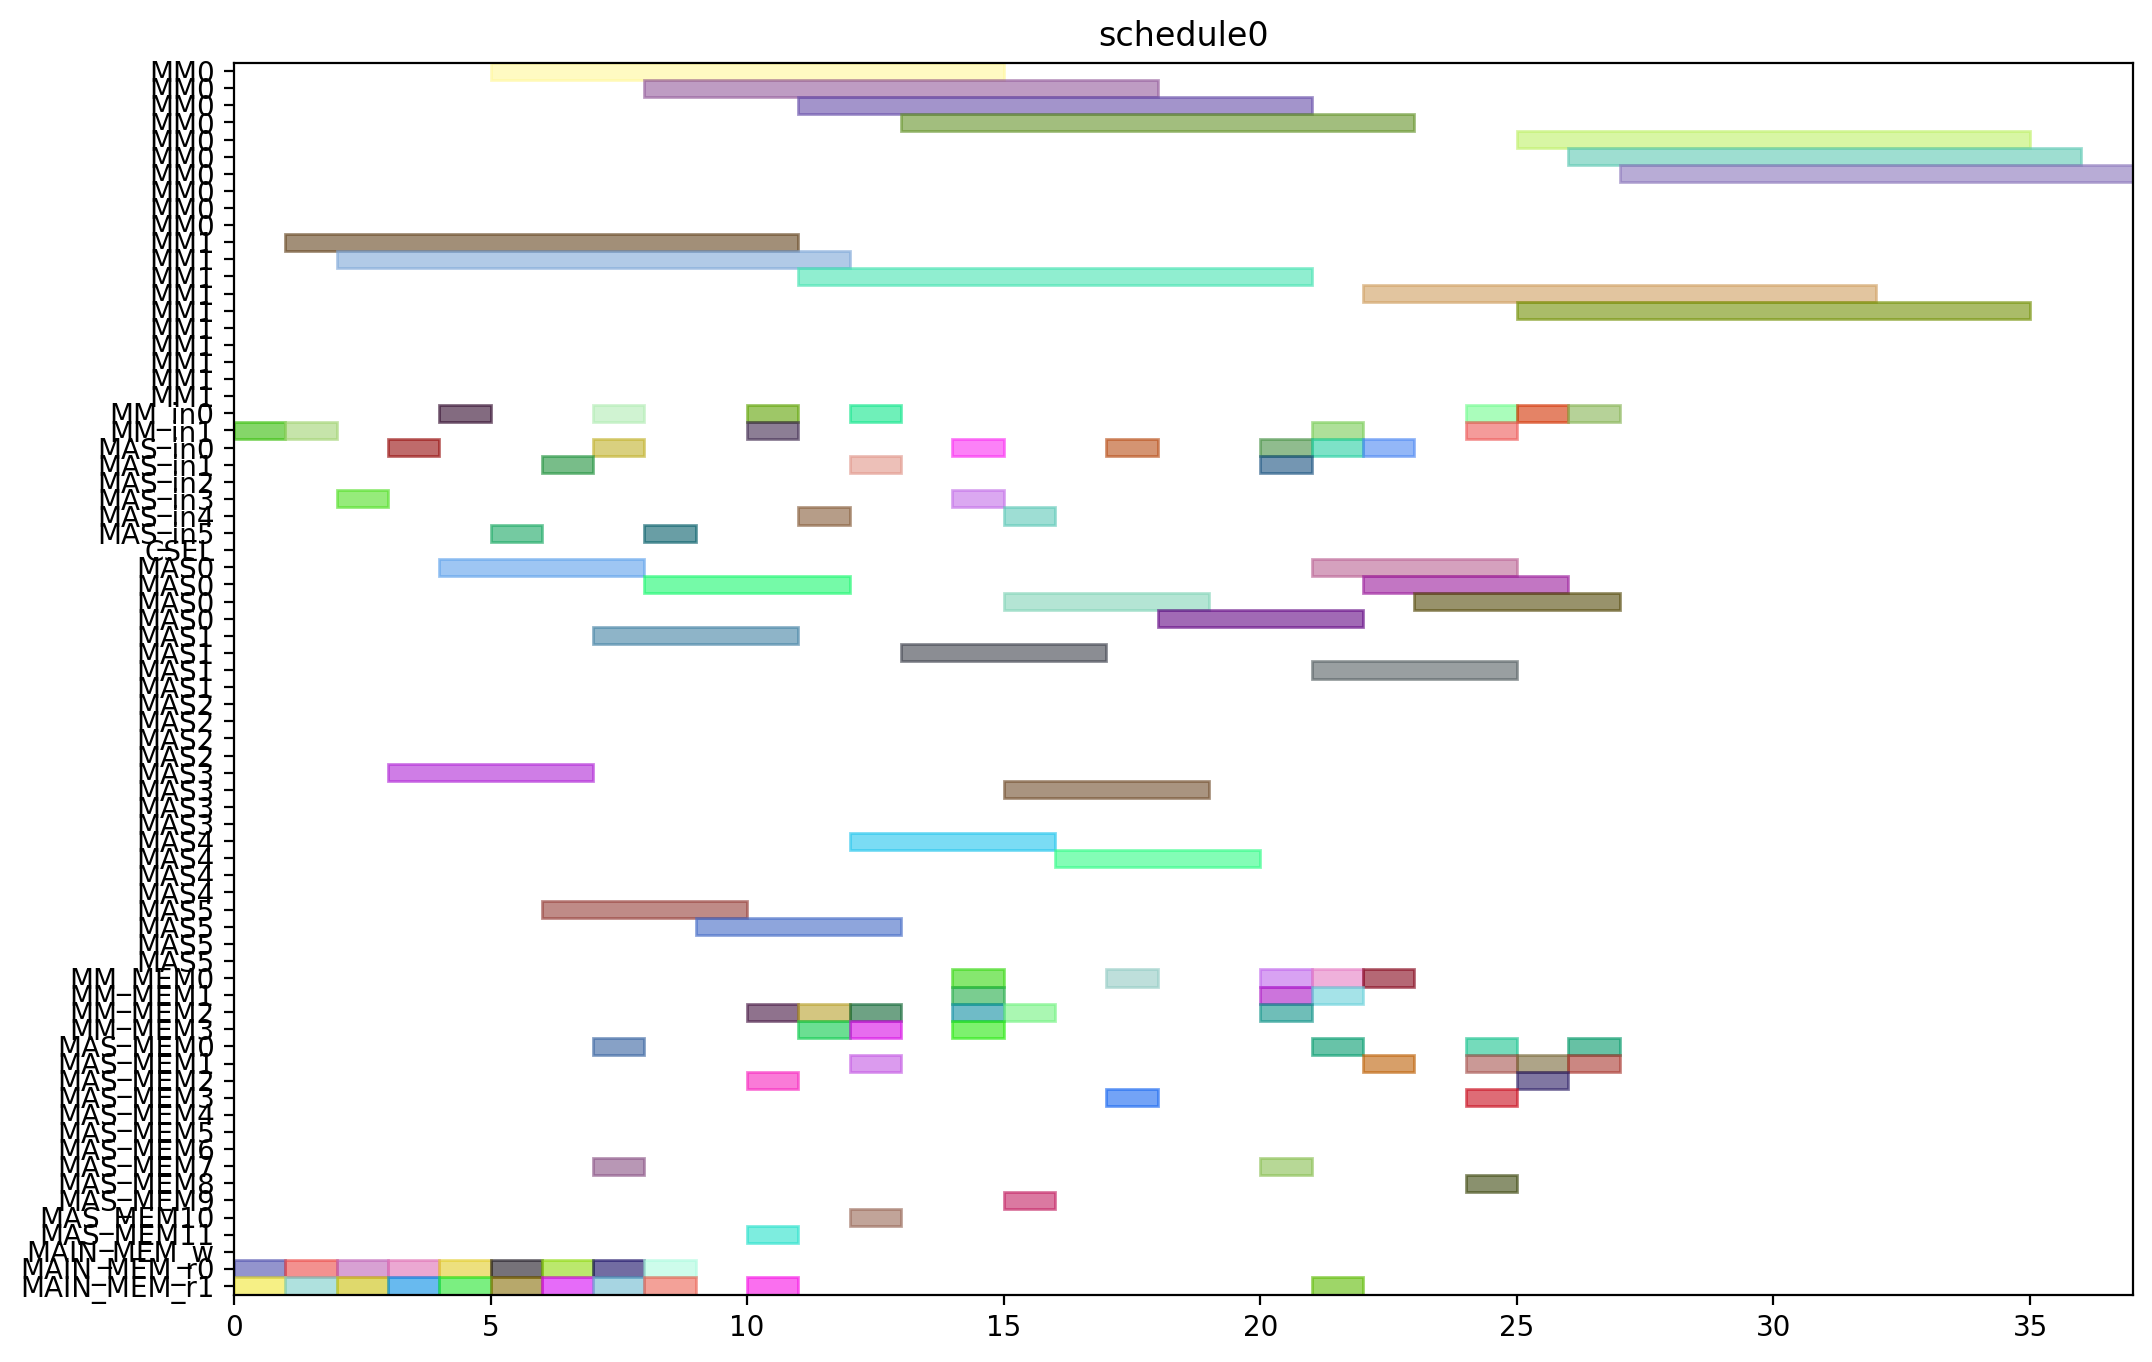 schedule0
MM0
MM0
MM0
MM0
MM0
MM0
MM0
MM0
MM0
MM0
MM1
MM1
MM1
MM1
MM1
MM1
MM1
MM1
MM1
MM1
MM_in0
MM_in1
MAS_in0
MAS_in1
MAS_in2
MAS_in3
MAS_in4
MAS_in5
CSEL
MAS0
MAS0
MAS0
MAS0
MAS1
MAS1
MAS1
MAS1
MAS2
MAS2
MAS2
MAS2
MAS3
MAS3
MAS3
MAS3
MAS4
MAS4
MAS4
MAS4
MAS5
MAS5
MAS5
MAS5
MM_MEM0
MM_MEM1
MM_MEM2
MM_MEM3
MAS_MEM0
MAS_MEM1
MAS_MEM2
MAS_MEM3
MAS_MEM4
MAS_MEM5
MAS_MEM6
MAS_MEM7
MAS_MEM8
MAS_MEM9
MAS_MEM10
MAS_MEM11
MAIN_MEM_w
MAIN_MEM_r0
MAIN_MEM_r1
0 5 10 15 20 25 30 35